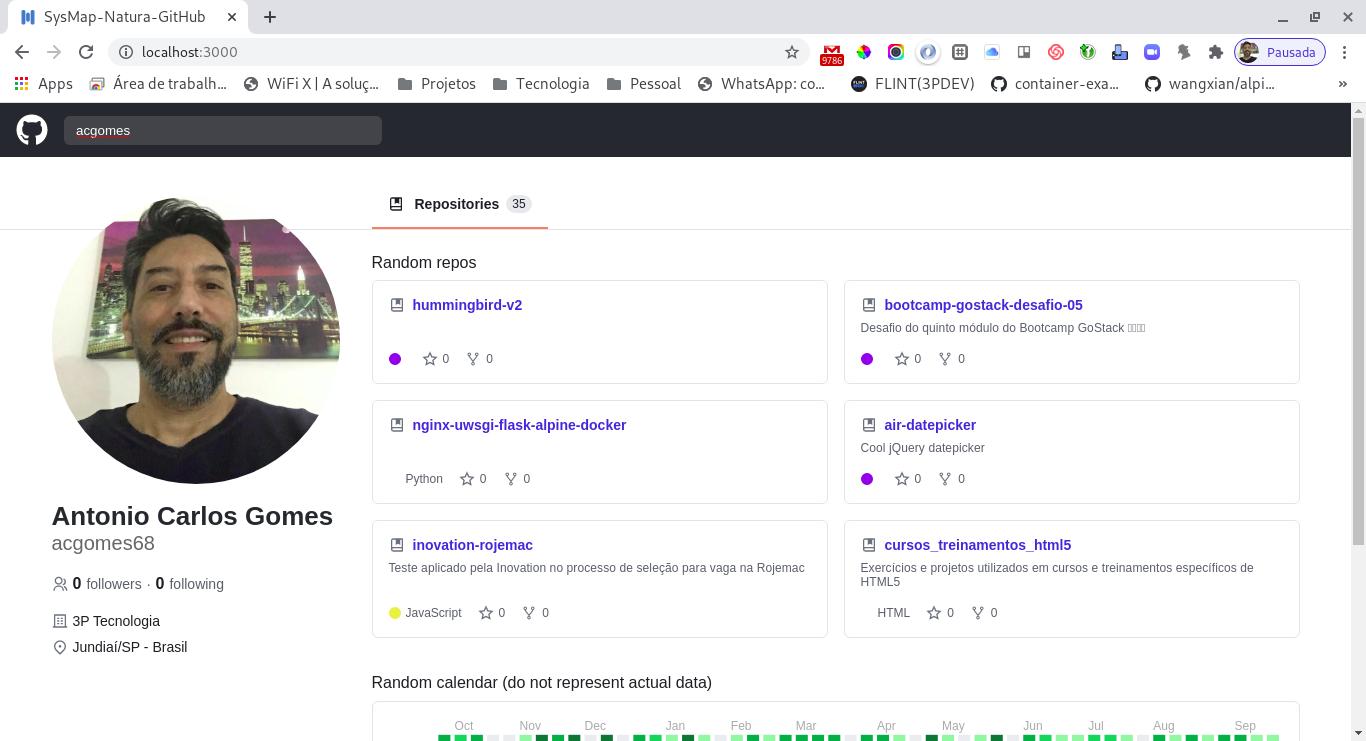 SysMap-Natura-GitHub
localhost:3000
9786
Pausada
Apps
Área de trabalh...
WiFi X | A soluç...
Projetos
Tecnologia
Pessoal
WhatsApp: co...
FLINT(3PDEV)
container-exa...
wangxian/alpi...
acgomes
Repositories 35
Random repos
hummingbird-v2
0 0
bootcamp-gostack-desafio-05
Desafio do quinto módulo do Bootcamp GoStack
0 0
nginx-uwsgi-flask-alpine-docker
Python 0 0
air-datepicker
Cool jQuery datepicker
0 0
inovation-rojemac
Teste aplicado pela Inovation no processo de seleção para vaga na Rojemac
JavaScript 0 0
cursos_treinamentos_html5
Exercícios e projetos utilizados em cursos e treinamentos específicos de
HTML5
HTML 0 0
Antonio Carlos Gomes
acgomes68
0 followers · 0 following
3P Tecnologia
Jundiaí/SP - Brasil
Random calendar (do not represent actual data)
Oct Nov Dec Jan Feb Mar Apr May Jun Jul Aug Sep